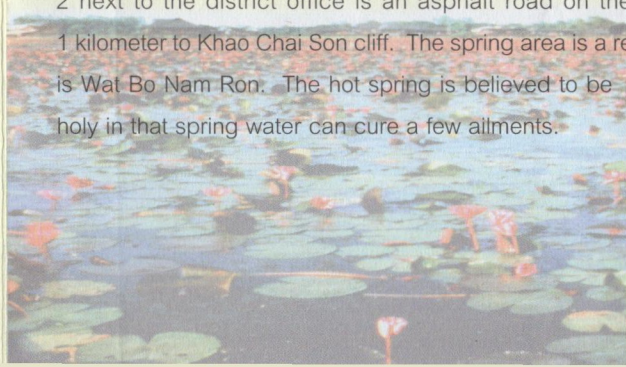 2 next to the district office is an asphalt road on the
1 kilometer to Khao Chai Son cliff. The spring area is a
is Wat Bo Nam Ron. The hot spring is believed to be
holy in that spring water can cure a few ailments.